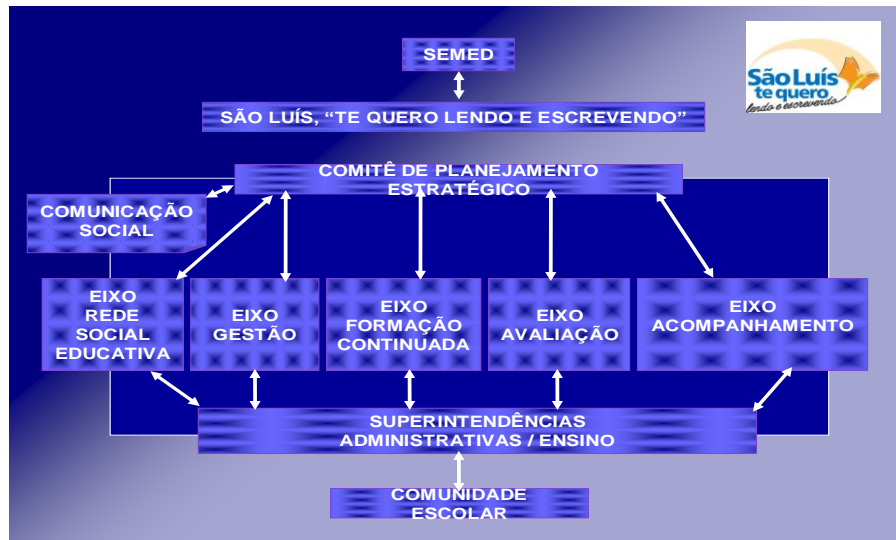 SEMED
São Luís
te quero
lendo e escrevendo
SÃO LUÍS, “TE QUERO LENDO E ESCREVENDO”
COMITÊ DE PLANEJAMENTO
ESTRATÉGICO
COMUNICAÇÃO
SOCIAL
EIXO
REDE
SOCIAL
EDUCATIVA
EIXO
GESTÃO
EIXO
FORMAÇÃO
CONTINUADA
EIXO
AVALIAÇÃO
EIXO
ACOMPANHAMENTO
SUPERINTENDÊNCIAS
ADMINISTRATIVAS / ENSINO
COMUNIDADE
ESCOLAR